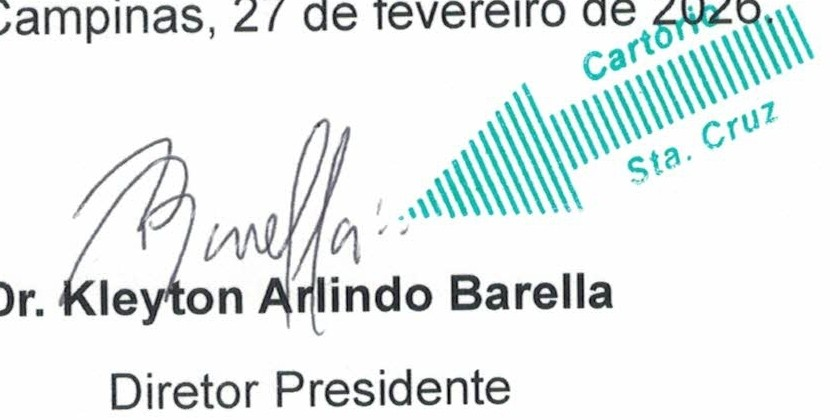 Campinas, 27 de fevereiro de 2026.
Cartório
Sta. Cruz
Barella
Dr. Kleyton Arlindo Barella
Diretor Presidente